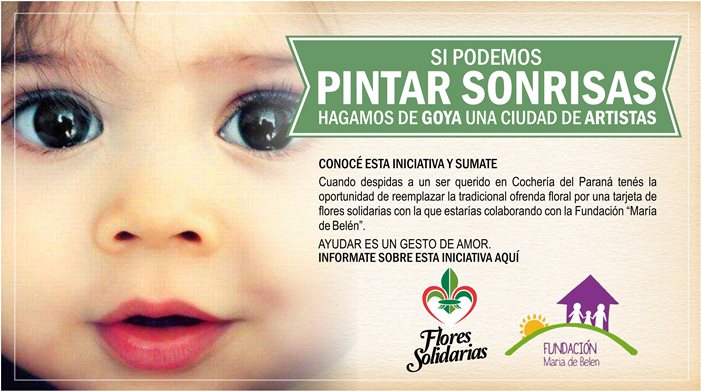 SI PODEMOS
PINTAR SONRISAS
HAGAMOS DE GOYA UNA CIUDAD DE ARTISTAS
CONOCÉ ESTA INICIATIVA Y SUMATE
Cuando despidas a un ser querido en Cochería del Paraná tenés la
oportunidad de reemplazar la tradicional ofrenda floral por una tarjeta de
flores solidarias con la que estarías colaborando con la Fundación “María
de Belén”.
AYUDAR ES UN GESTO DE AMOR.
INFORMATE SOBRE ESTA INICIATIVA AQUÍ
Flores
Solidarias
FUNDACIÓN
Maria de Belen